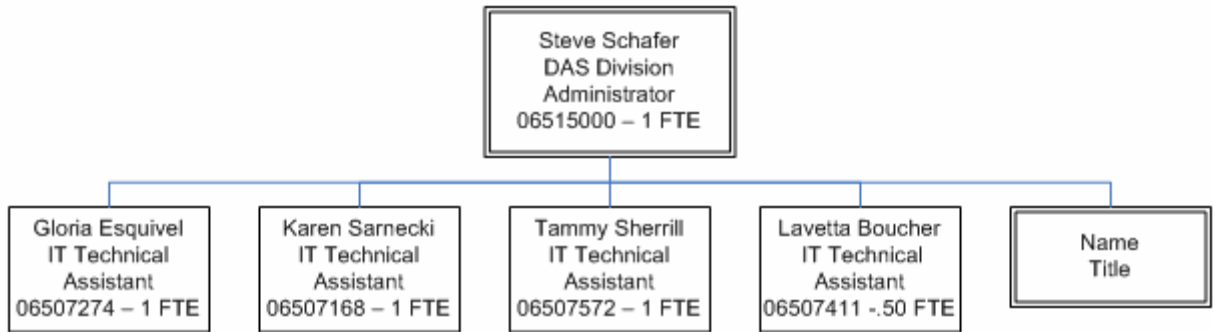 Steve Schafer
DAS Division
Administrator
06515000 – 1 FTE
Gloria Esquivel
IT Technical
Assistant
06507274 – 1 FTE
Karen Sarnecki
IT Technical
Assistant
06507168 – 1 FTE
Tammy Sherrill
IT Technical
Assistant
06507572 – 1 FTE
Lavetta Boucher
IT Technical
Assistant
06507411 -.50 FTE
Name
Title